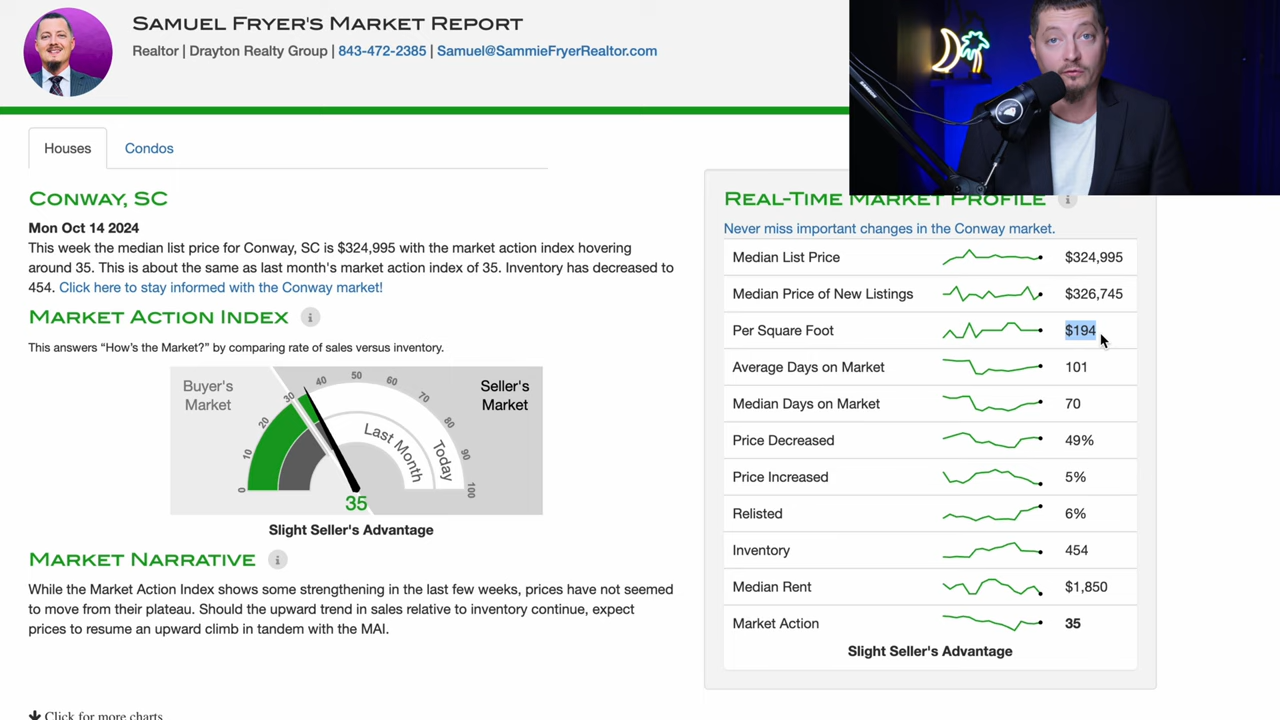 SAMUEL FRYER'S MARKET REPORT
Realtor | Drayton Realty Group | 843-472-2385 | Samuel@SammieFryerRealtor.com
Houses
Condos
CONWAY, SC
Mon Oct 14 2024
This week the median list price for Conway, SC is $324,995 with the market action index hovering
around 35. This is about the same as last month's market action index of 35. Inventory has decreased to
454. Click here to stay informed with the Conway market!
MARKET ACTION INDEX i
This answers “How's the Market?” by comparing rate of sales versus inventory.
Buyer's
Market
Seller's
Market
0
10
20
30
40
50
60
70
80
90
100
Last Month
Today
35
Slight Seller's Advantage
MARKET NARRATIVE i
While the Market Action Index shows some strengthening in the last few weeks, prices have not seemed
to move from their plateau. Should the upward trend in sales relative to inventory continue, expect
prices to resume an upward climb in tandem with the MAI.
Click for more charts
REAL-TIME MARKET PROFILE i
Never miss important changes in the Conway market.
Median List Price $324,995
Median Price of New Listings $326,745
Per Square Foot $194
Average Days on Market 101
Median Days on Market 70
Price Decreased 49%
Price Increased 5%
Relisted 6%
Inventory 454
Median Rent $1,850
Market Action 35
Slight Seller's Advantage